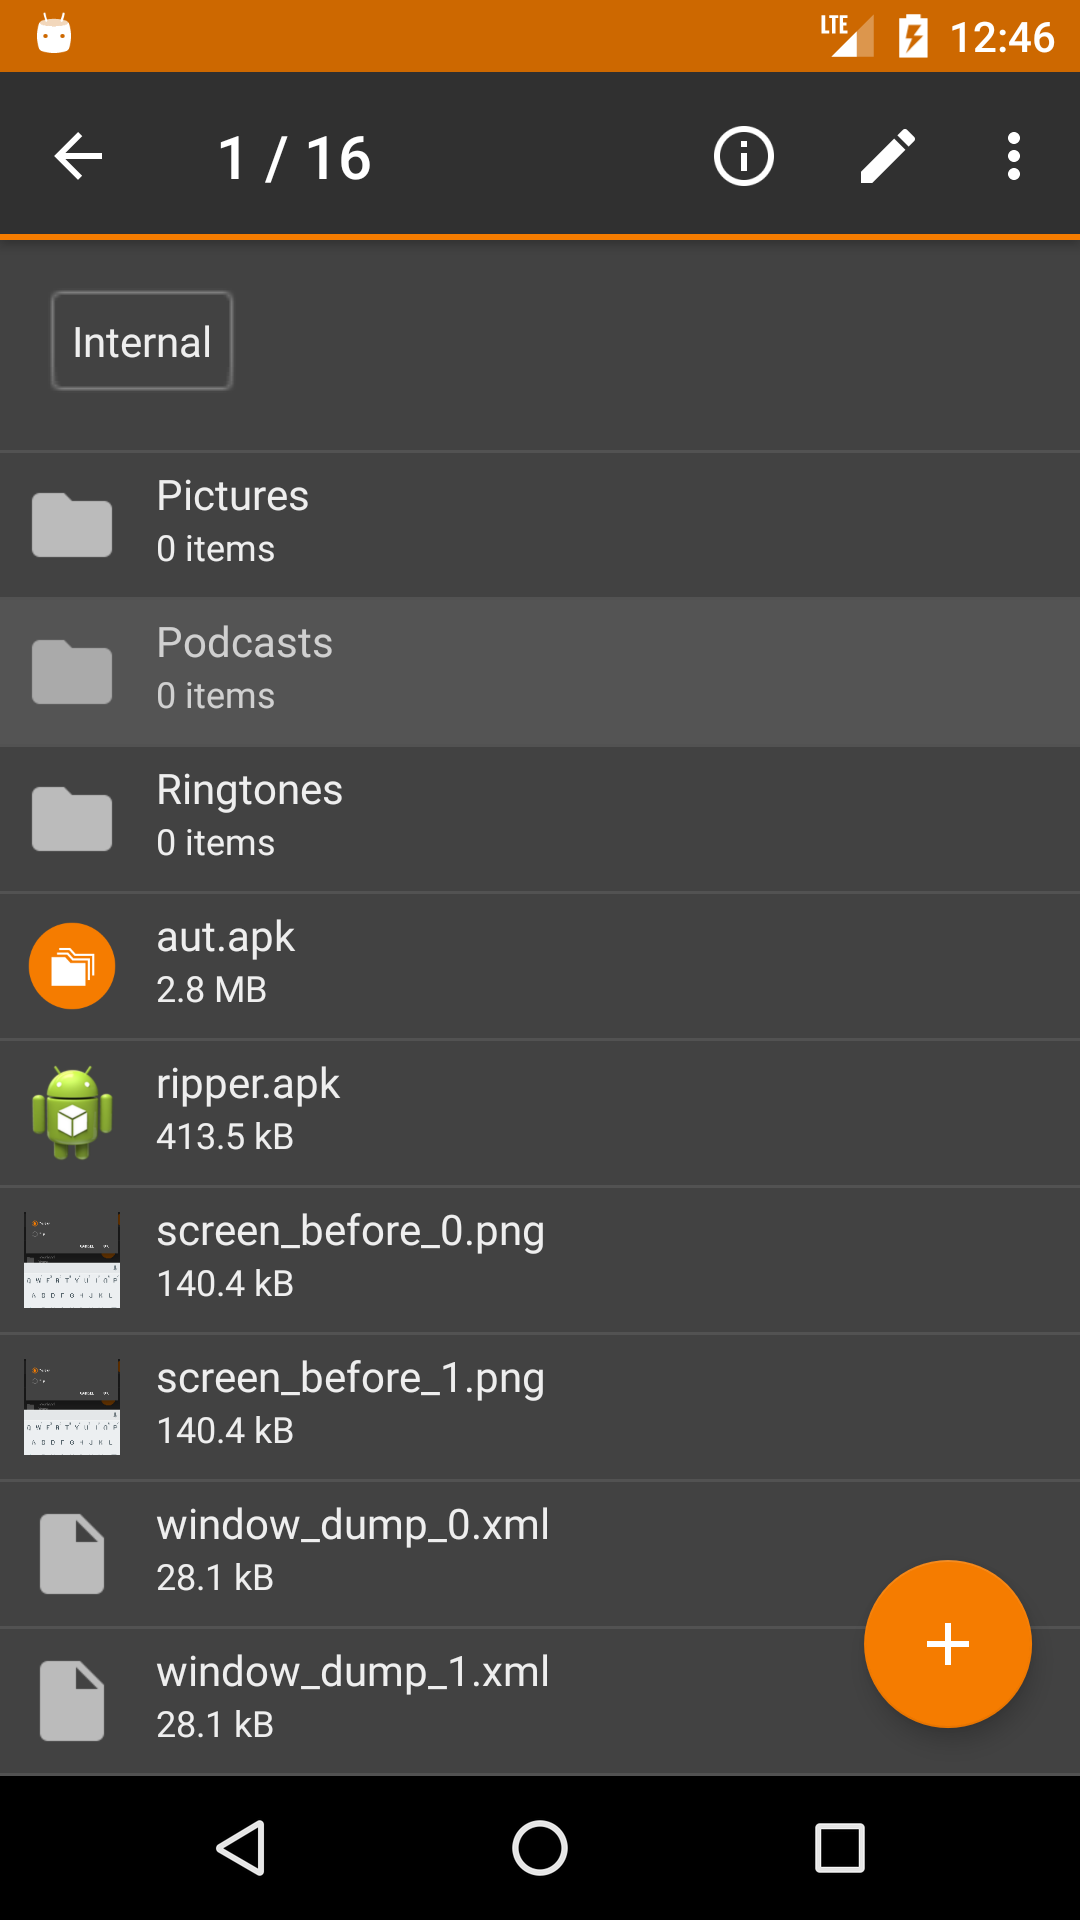 LTE 12:46
1 / 16
Internal
Pictures
0 items
Podcasts
0 items
Ringtones
0 items
aut.apk
2.8 MB
ripper.apk
413.5 kB
screen_before_0.png
140.4 kB
screen_before_1.png
140.4 kB
window_dump_0.xml
28.1 kB
window_dump_1.xml
28.1 kB